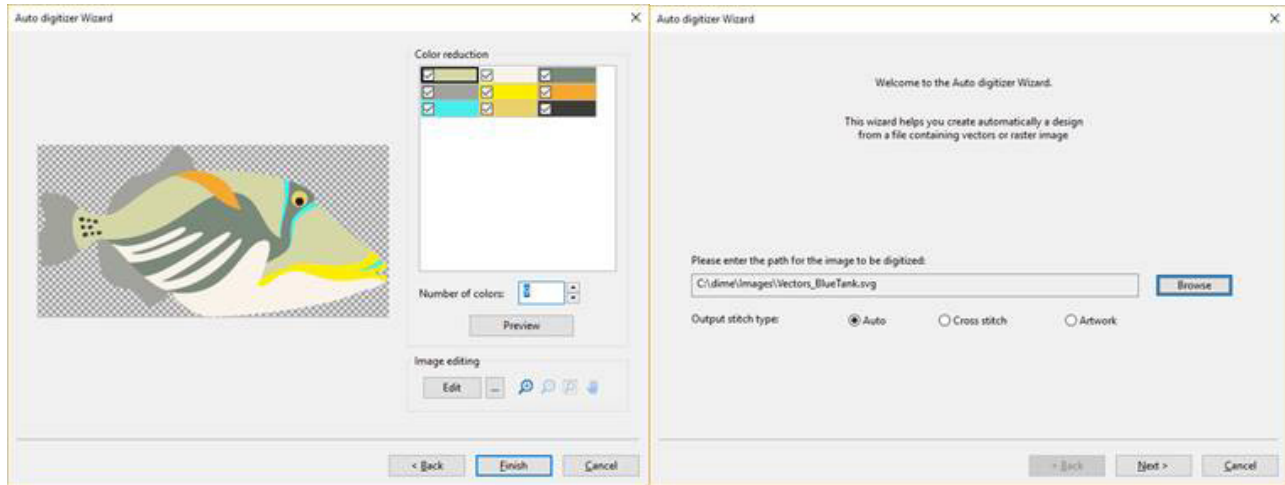 Auto digitizer Wizard
Color reduction
Number of colors:
Preview
Image editing
Edit
...
< Back
Finish
Cancel
Auto digitizer Wizard
Welcome to the Auto digitizer Wizard.
This wizard helps you create automatically a design
from a file containing vectors or raster image
Please enter the path for the image to be digitized:
C:\dime\Images\Vectors_BlueTank.svg
Browse
Output stitch type:
Auto
Cross stitch
Artwork
< Back
Next >
Cancel